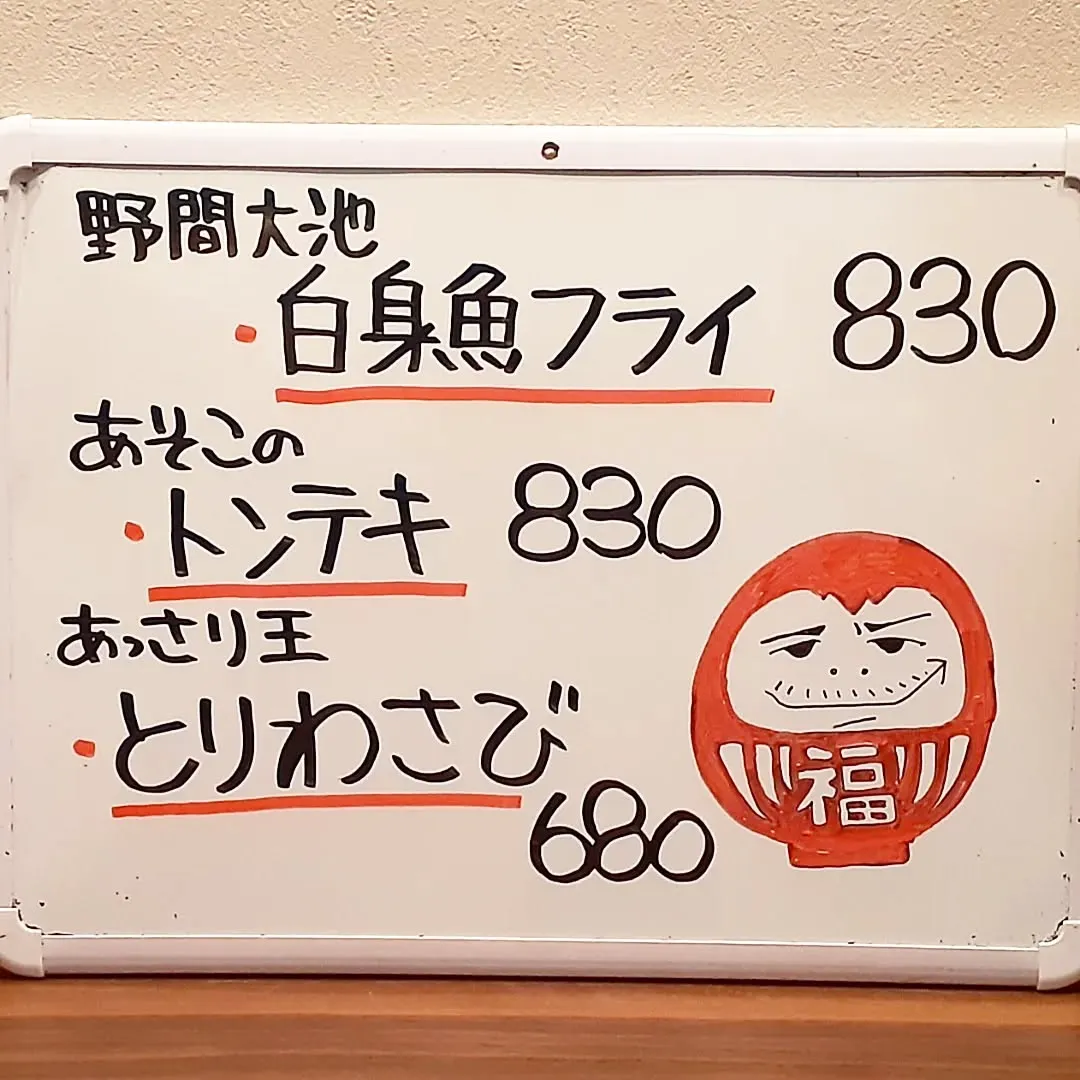 野間大池
・白身魚フライ 830
あそこの
・トンテキ 830
あっさり王
・とりわさび
680
福